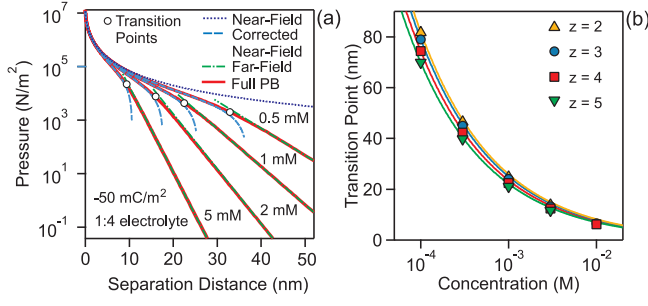 (a)
Transition
Points
Near-Field
Corrected
Near-Field
Far-Field
Full PB
Pressure (N/m²)
10⁷
10⁵
10³
10¹
10⁻¹
0.5 mM
1 mM
2 mM
5 mM
-50 mC/m²
1:4 electrolyte
0 10 20 30 40 50
Separation Distance (nm)
(b)
z = 2
z = 3
z = 4
z = 5
Transition Point (nm)
80
60
40
20
0
10⁻⁴ 10⁻³ 10⁻²
Concentration (M)